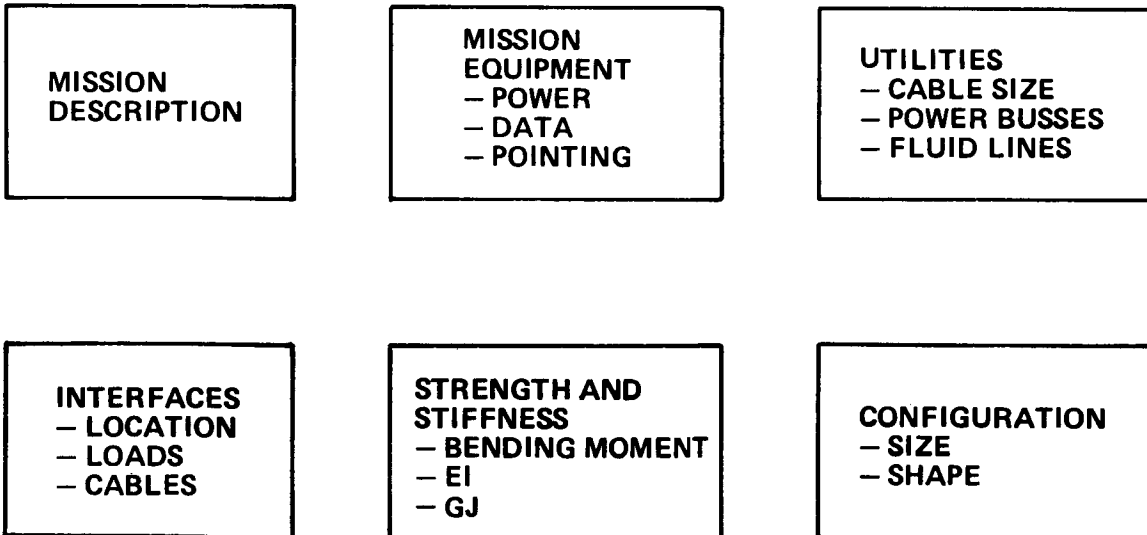 MISSION
DESCRIPTION
MISSION
EQUIPMENT
— POWER
— DATA
— POINTING
UTILITIES
— CABLE SIZE
— POWER BUSSES
— FLUID LINES
INTERFACES
— LOCATION
— LOADS
— CABLES
STRENGTH AND
STIFFNESS
— BENDING MOMENT
— EI
— GJ
CONFIGURATION
— SIZE
— SHAPE